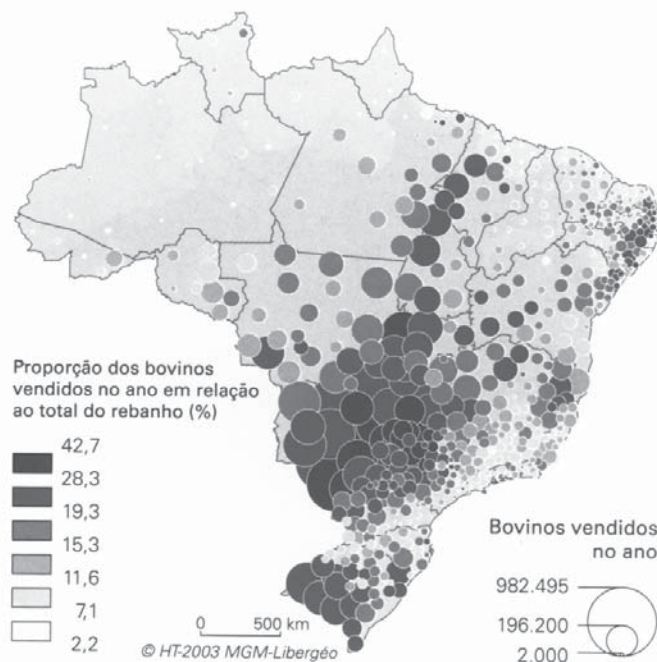 Proporção dos bovinos
vendidos no ano em relação
ao total do rebanho (%)
42,7
28,3
19,3
15,3
11,6
7,1
2,2
0 500 km
© HT-2003 MGM-Libergéo
Bovinos vendidos
no ano
982.495
196.200
2.000